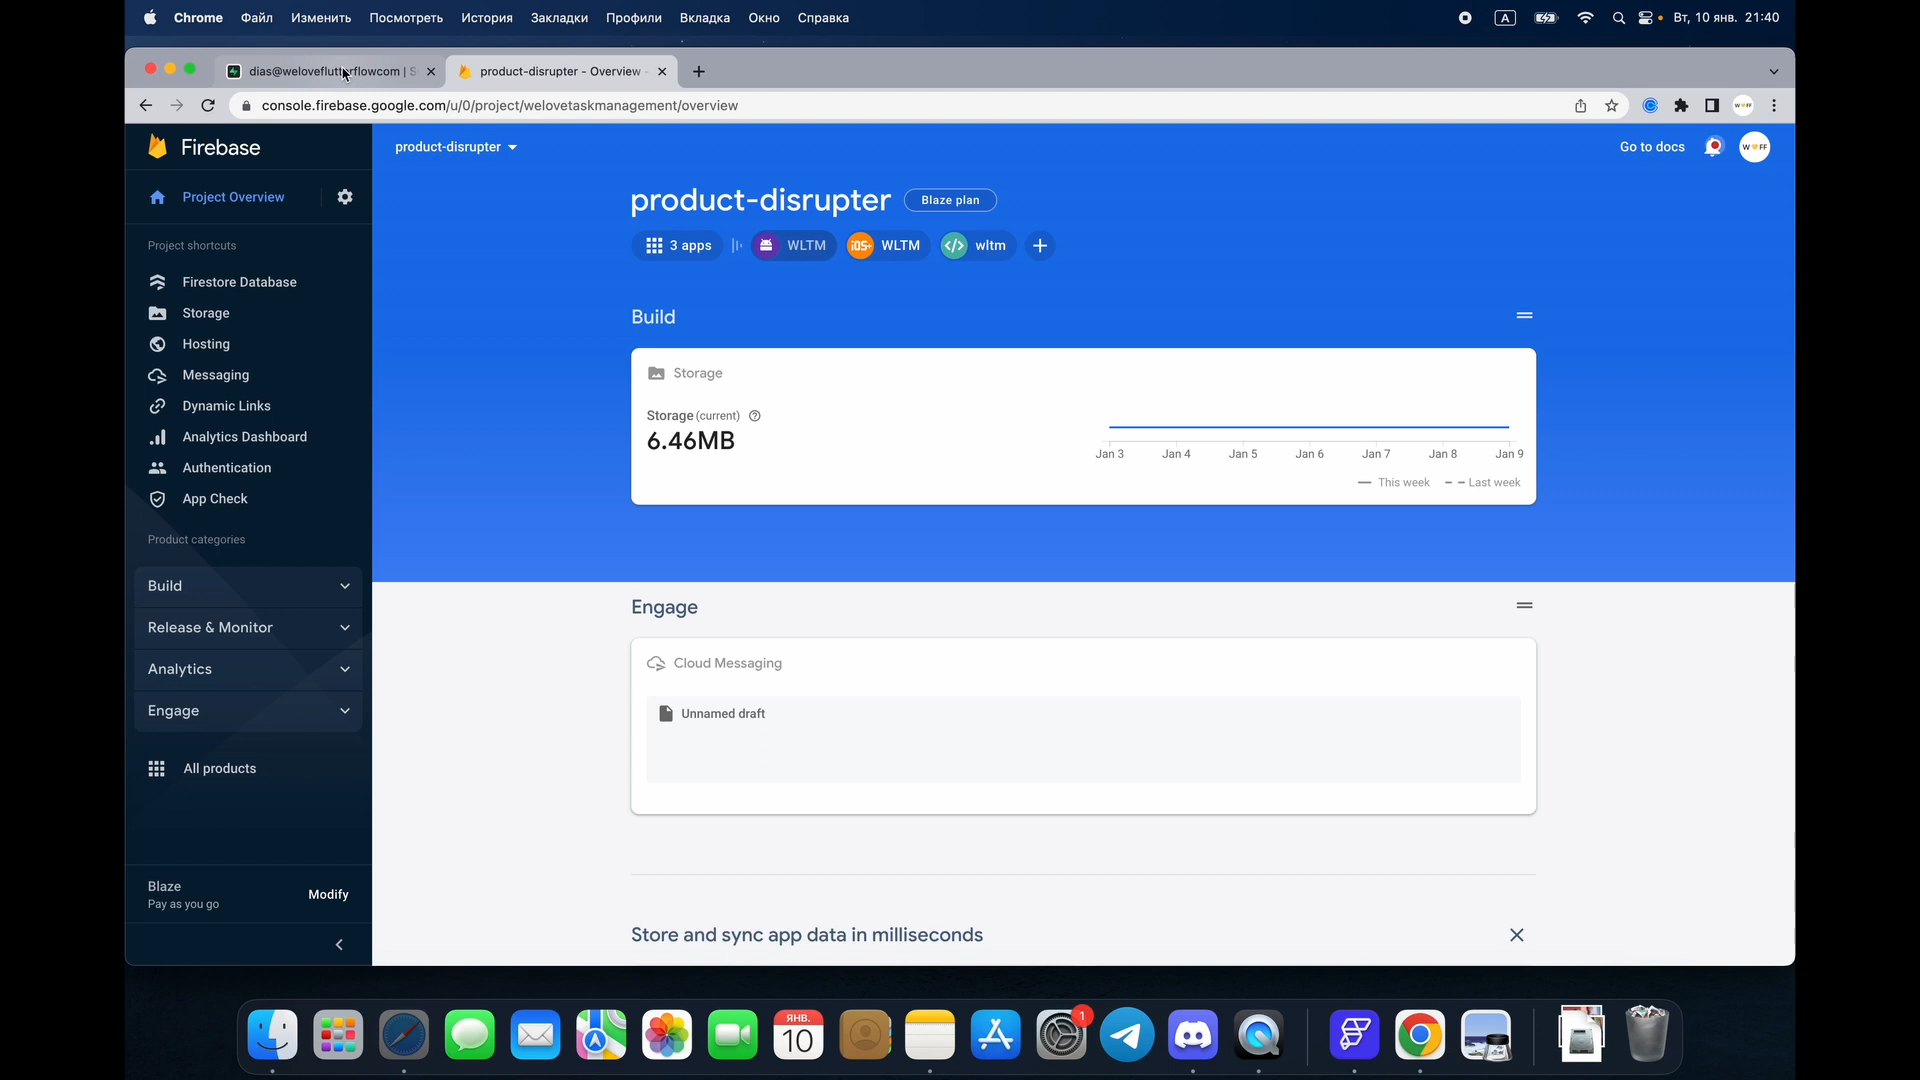 Chrome Файл Изменить Посмотреть История Закладки Профили Вкладка Окно Справка A Вт, 10 янв. 21:40
dias@weloveflutterflowcom | S product-disrupter - Overview -
console.firebase.google.com/u/0/project/welovetaskmanagement/overview
Firebase
product-disrupter
Go to docs
Project Overview
Project shortcuts
Firestore Database
Storage
Hosting
Messaging
Dynamic Links
Analytics Dashboard
Authentication
App Check
Product categories
Build
Release & Monitor
Analytics
Engage
All products
Blaze
Pay as you go
Modify
product-disrupter Blaze plan
3 apps WLTM iOS+ WLTM wltm
Build
Storage
Storage (current)
6.46MB
Jan 3 Jan 4 Jan 5 Jan 6 Jan 7 Jan 8 Jan 9
This week Last week
Engage
Cloud Messaging
Unnamed draft
Store and sync app data in milliseconds
ЯНВ.
10
1